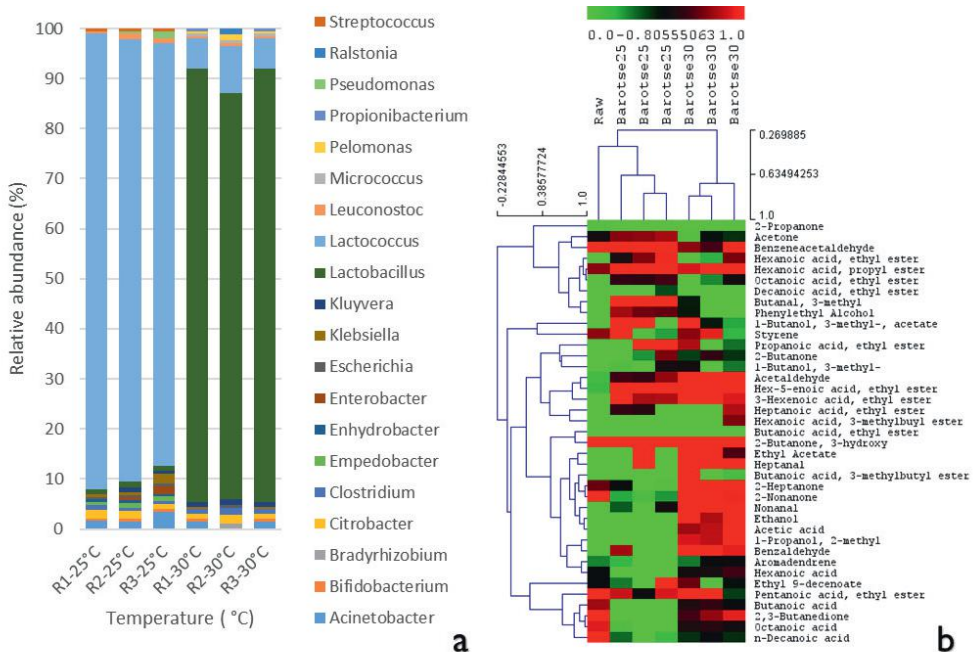 Relative abundance (%)
100
90
80
70
60
50
40
30
20
10
0
R1-25°C
R2-25°C
R3-25°C
R1-30°C
R2-30°C
R3-30°C
Temperature ( °C)
Streptococcus
Ralstonia
Pseudomonas
Propionibacterium
Pelomonas
Micrococcus
Leuconostoc
Lactococcus
Lactobacillus
Kluyvera
Klebsiella
Escherichia
Enterobacter
Enhydrobacter
Empedobacter
Clostridium
Citrobacter
Bradyrhizobium
Bifidobacterium
Acinetobacter
a
1.0
Raw
Barotse25
Barotse25
Barotse25
Barotse30
Barotse30
Barotse30
0.269885
0.63494253
1.0
-0.22844553
0.38577724
1.0
2-Propanone
Acetone
Benzeneacetaldehyde
Hexanoic acid, ethyl ester
Hexanoic acid, propyl ester
Octanoic acid, ethyl ester
Decanoic acid, ethyl ester
Butanal, 3-methyl
Phenylethyl Alcohol
1-Butanol, 3-methyl-, acetate
Styrene
Propanoic acid, ethyl ester
2-Butanone
1-Butanol, 3-methyl-
Acetaldehyde
Hex-5-enoic acid, ethyl ester
3-Hexenoic acid, ethyl ester
Heptanoic acid, ethyl ester
Hexanoic acid, 3-methylbuyl ester
Butanoic acid, ethyl ester
2-Butanone, 3-hydroxy
Ethyl Acetate
Heptanal
Butanoic acid, 3-methylbutyl ester
2-Heptanone
2-Nonanone
Nonanal
Ethanol
Acetic acid
1-Propanol, 2-methyl
Benzaldehyde
Aromadendrene
Hexanoic acid
Ethyl 9-decenoate
Pentanoic acid, ethyl ester
Butanoic acid
2,3-Butanedione
Octanoic acid
n-Decanoic acid
b